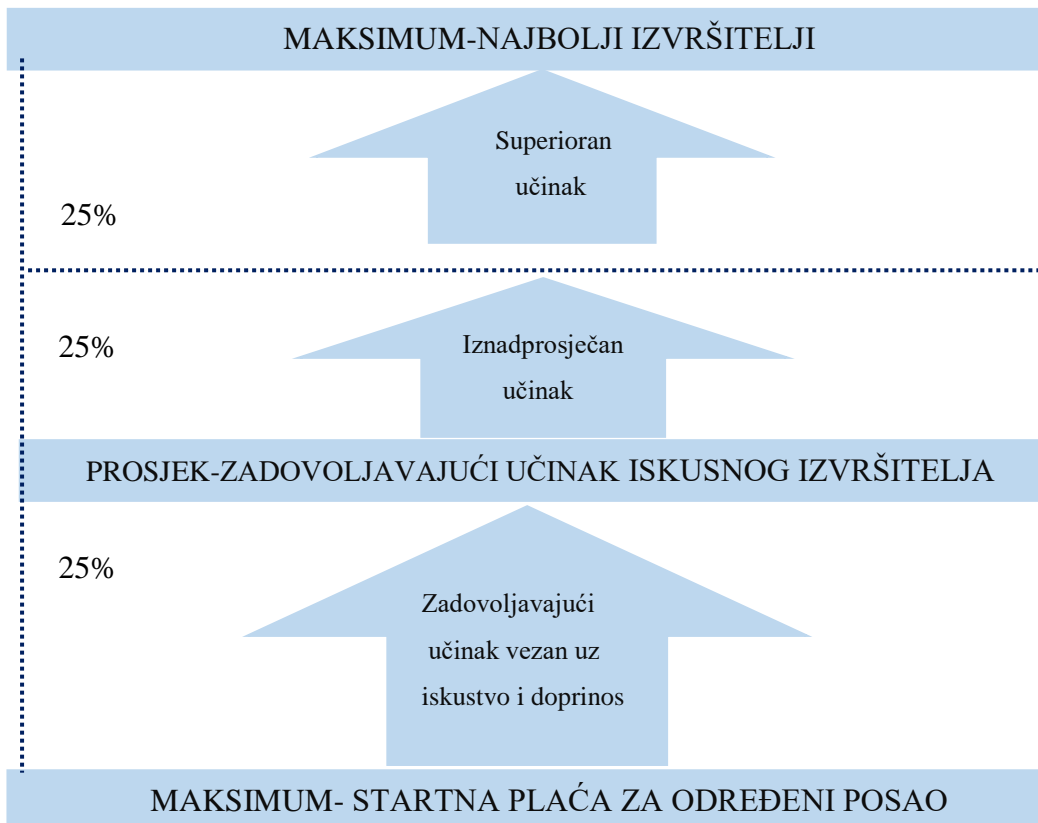 MAKSIMUM-NAJBOLJI IZVRŠITELJI
Superioran
učinak
25%
25%
Iznadprosječan
učinak
PROSJEK-ZADOVOLJAVAJUĆI UČINAK ISKUSNOG IZVRŠITELJA
25%
Zadovoljavajući
učinak vezan uz
iskustvo i doprinos
MAKSIMUM- STARTNA PLAĆA ZA ODREĐENI POSAO